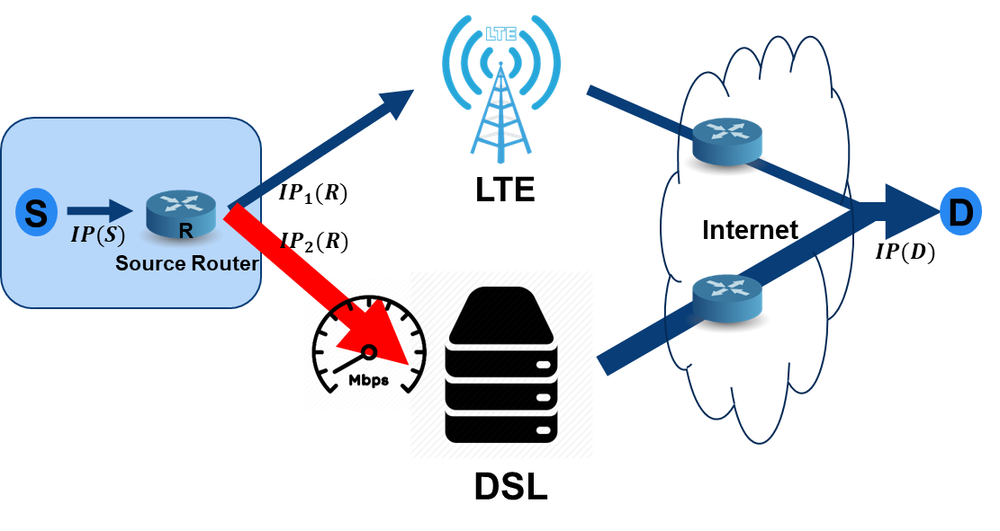 LTE
LTE
S
IP(S)
R
Source Router
IP₁(R)
IP₂(R)
Mbps
DSL
Internet
D
IP(D)